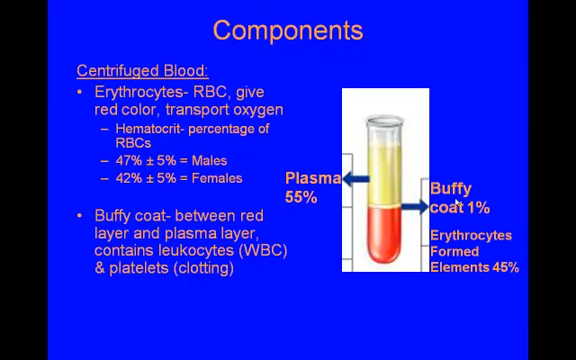 Components
Centrifuged Blood:
• Erythrocytes- RBC, give
red color, transport oxygen
– Hematocrit- percentage of
RBCs
– 47% ± 5% = Males
– 42% ± 5% = Females
• Buffy coat- between red
layer and plasma layer,
contains leukocytes (WBC)
& platelets (clotting)
Plasma
55%
Buffy
coat 1%
Erythrocytes
Formed
Elements 45%